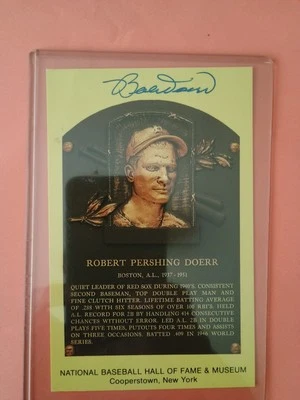 Bob Doerr
ROBERT PERSHING DOERR
BOSTON, A.L., 1937-1951
QUIET LEADER OF RED SOX DURING 1940'S. CONSISTENT
SECOND BASEMAN, TOP DOUBLE PLAY MAN AND
FINE CLUTCH HITTER. LIFETIME BATTING AVERAGE
OF .288 WITH SIX SEASONS OF OVER 100 RBI'S. HELD
A.L. RECORD FOR 2B BY HANDLING 414 CONSECUTIVE
CHANCES WITHOUT ERROR. LED A.L. 2B IN DOUBLE
PLAYS FIVE TIMES, PUTOUTS FOUR TIMES AND ASSISTS
ON THREE OCCASIONS. BATTED .409 IN 1946 WORLD
SERIES.
NATIONAL BASEBALL HALL OF FAME & MUSEUM
Cooperstown, New York